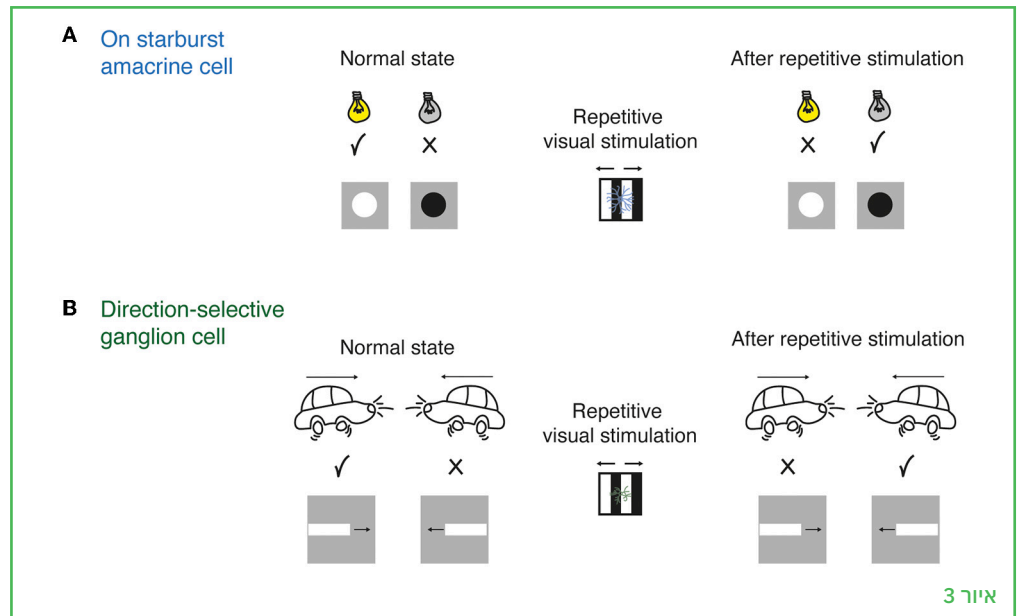 A
On starburst
amacrine cell
Normal state
After repetitive stimulation
Repetitive
visual stimulation
B
Direction-selective
ganglion cell
Normal state
After repetitive stimulation
Repetitive
visual stimulation
איור 3